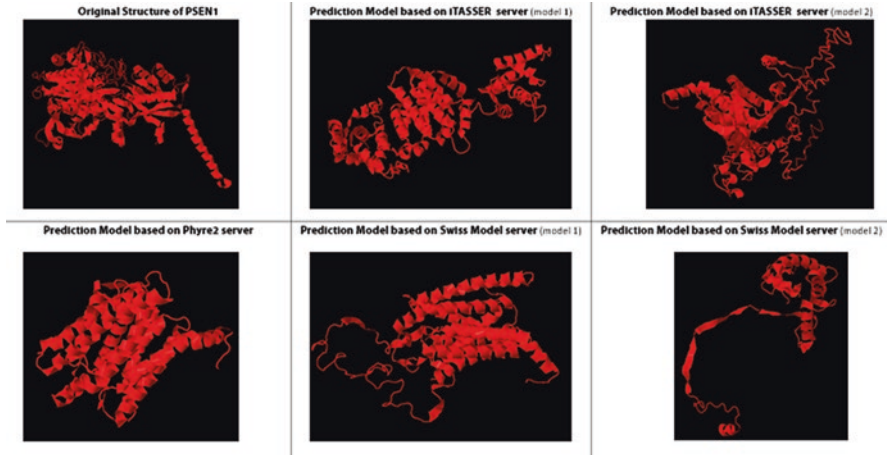 Original Structure of PSEN1
Prediction Model based on iTASSER server (model 1)
Prediction Model based on iTASSER server (model 2)
Prediction Model based on Phyre2 server
Prediction Model based on Swiss Model server (model 1)
Prediction Model based on Swiss Model server (model 2)